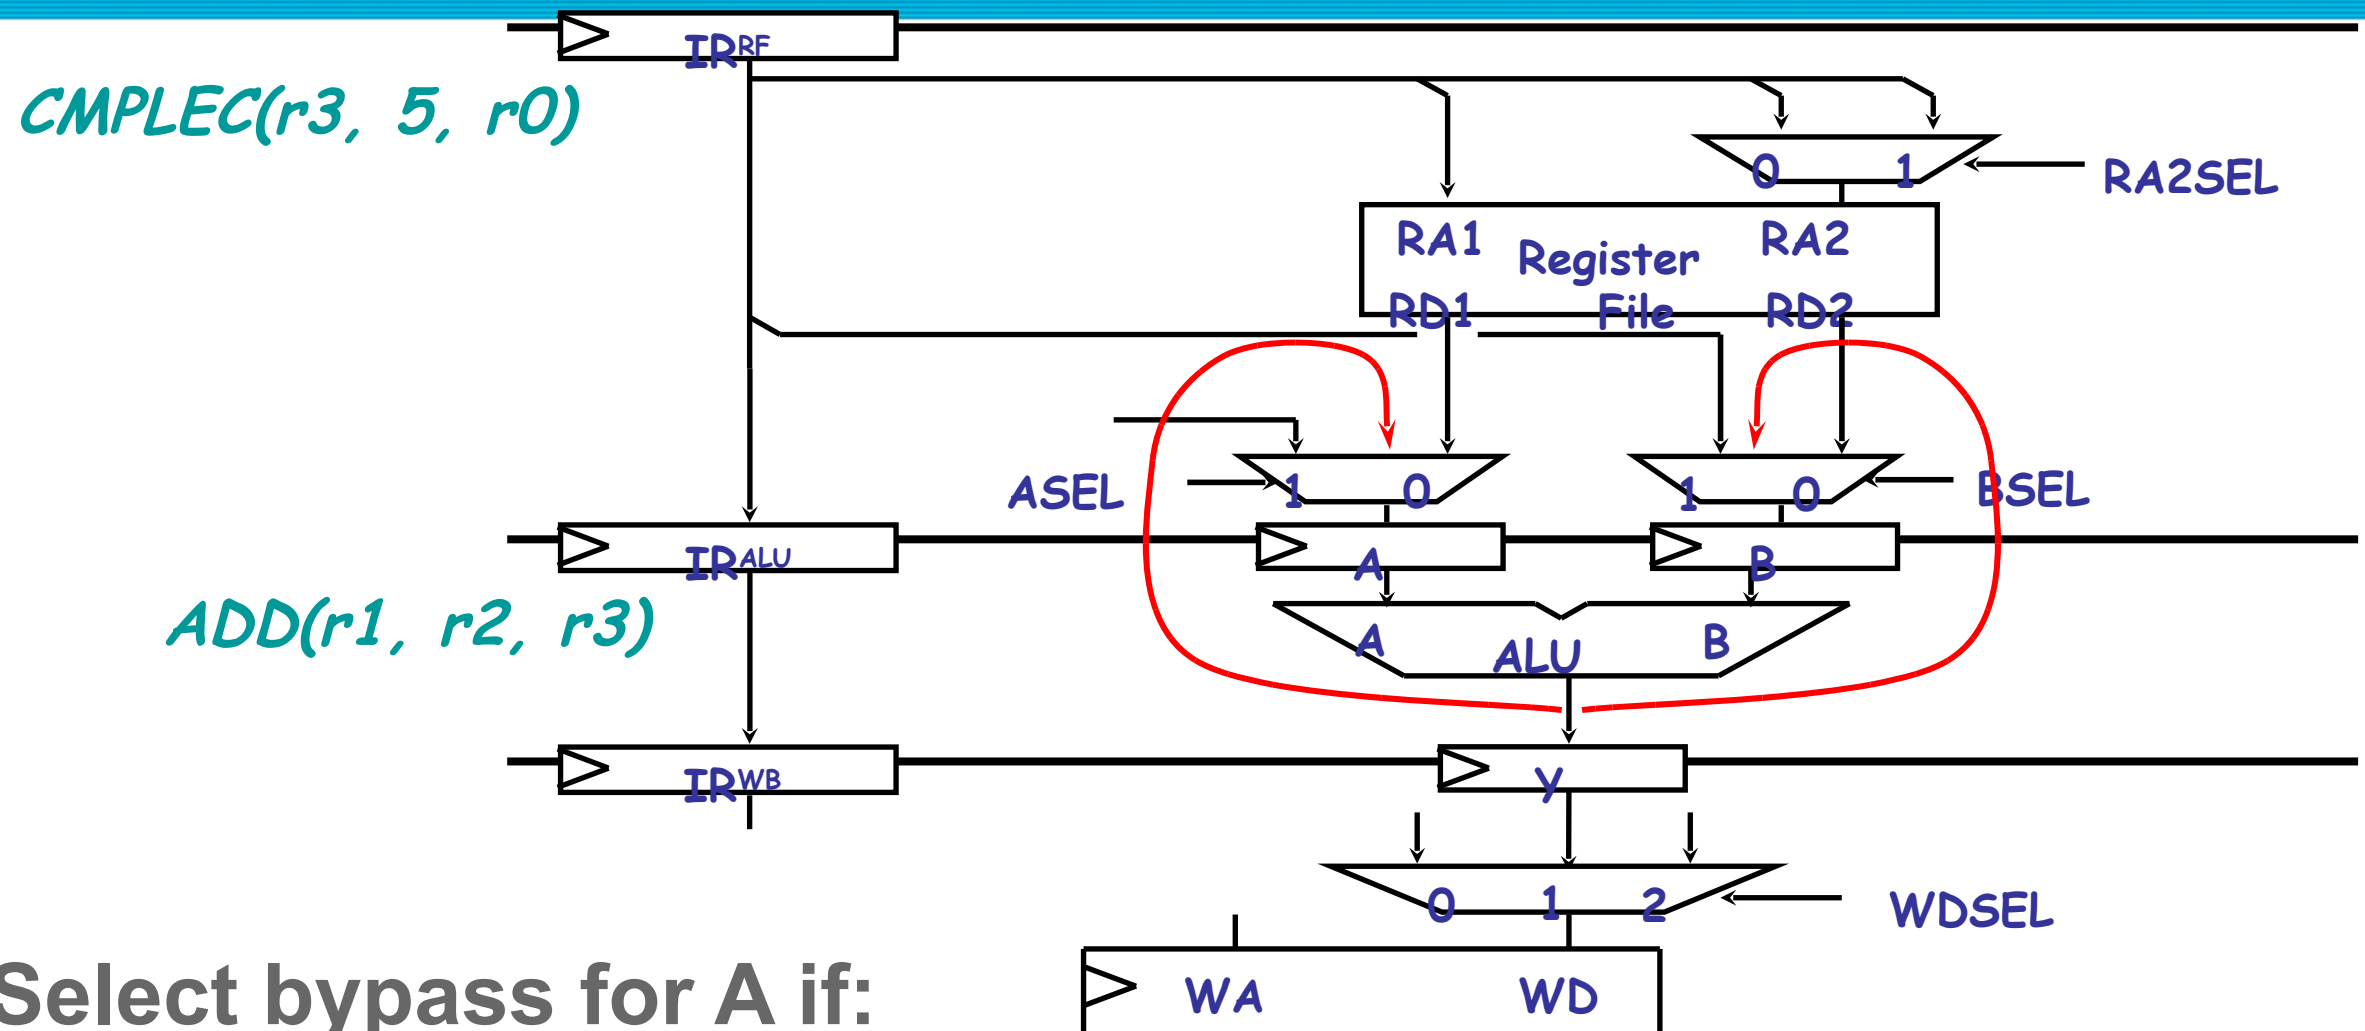 IRRF
CMPLEC(r3, 5, r0)
0 1
RA2SEL
RA1 RA2
Register
File
RD1 RD2
ASEL
1 0
1 0
BSEL
IRALU
A
B
ADD(r1, r2, r3)
A ALU B
IRWB
Y
0 1 2
WDSEL
Select bypass for A if:
WA WD